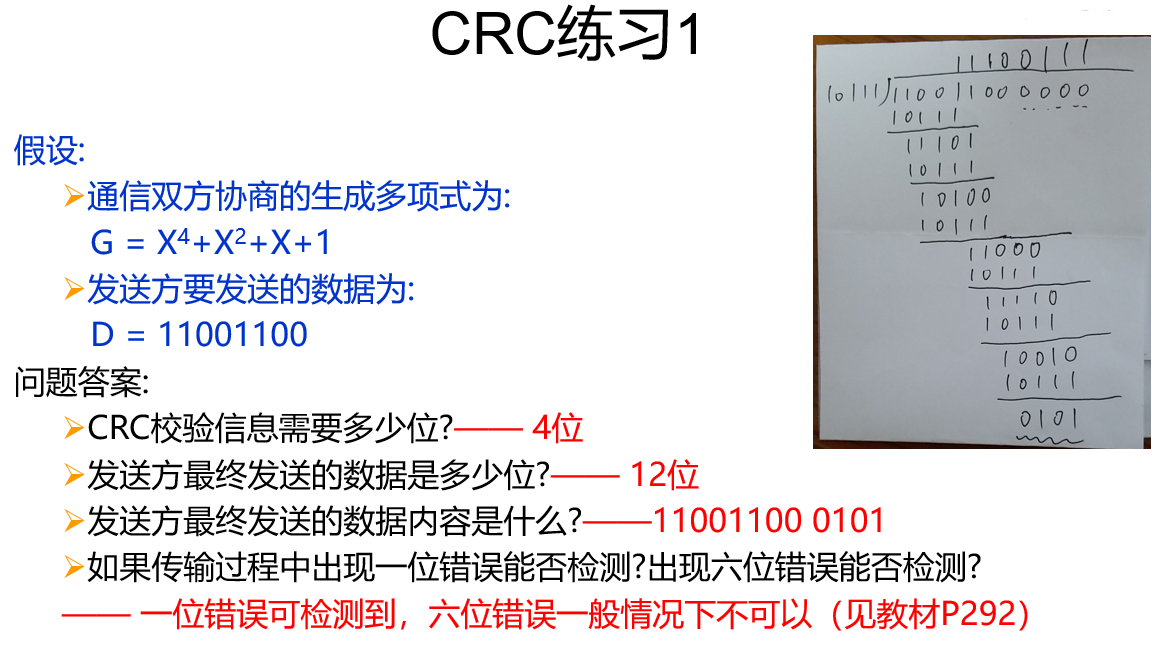 CRC练习1
假设:
通信双方协商的生成多项式为:
G = X⁴+X²+X+1
发送方要发送的数据为:
D = 11001100
问题答案:
CRC校验信息需要多少位?—— 4位
发送方最终发送的数据是多少位?—— 12位
发送方最终发送的数据内容是什么?——11001100 0101
如果传输过程中出现一位错误能否检测?出现六位错误能否检测?
—— 一位错误可检测到，六位错误一般情况下不可以（见教材P292）
11100111
10111)110011000000
10111
11101
10111
10100
10111
11000
10111
11110
10111
10010
10111
0101